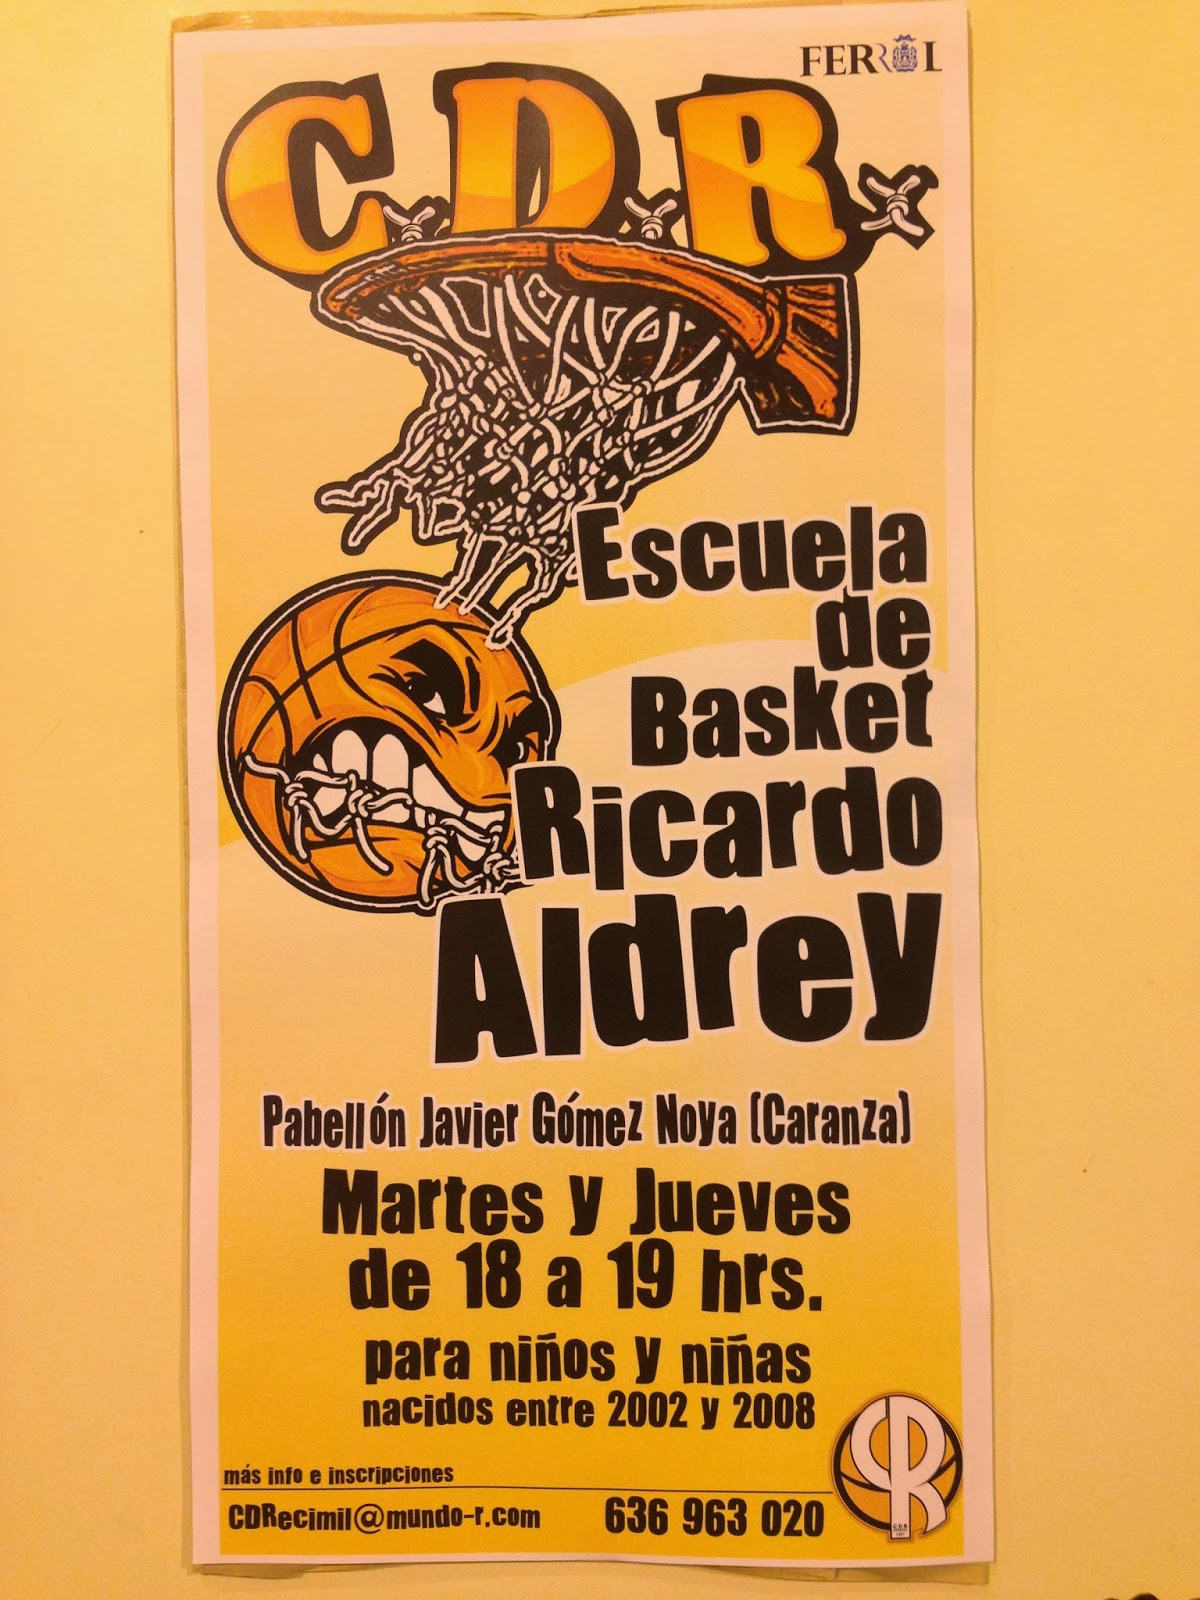 FERROL
C.D.R.
Escuela
de
Basket
Ricardo
Aldrey
Pabellón Javier Gómez Noya (Caranza)
Martes y Jueves
de 18 a 19 hrs.
para niños y niñas
nacidos entre 2002 y 2008
más info e inscripciones
CDRecimil@mundo-r.com 636 963 020
CR
C.D.R.